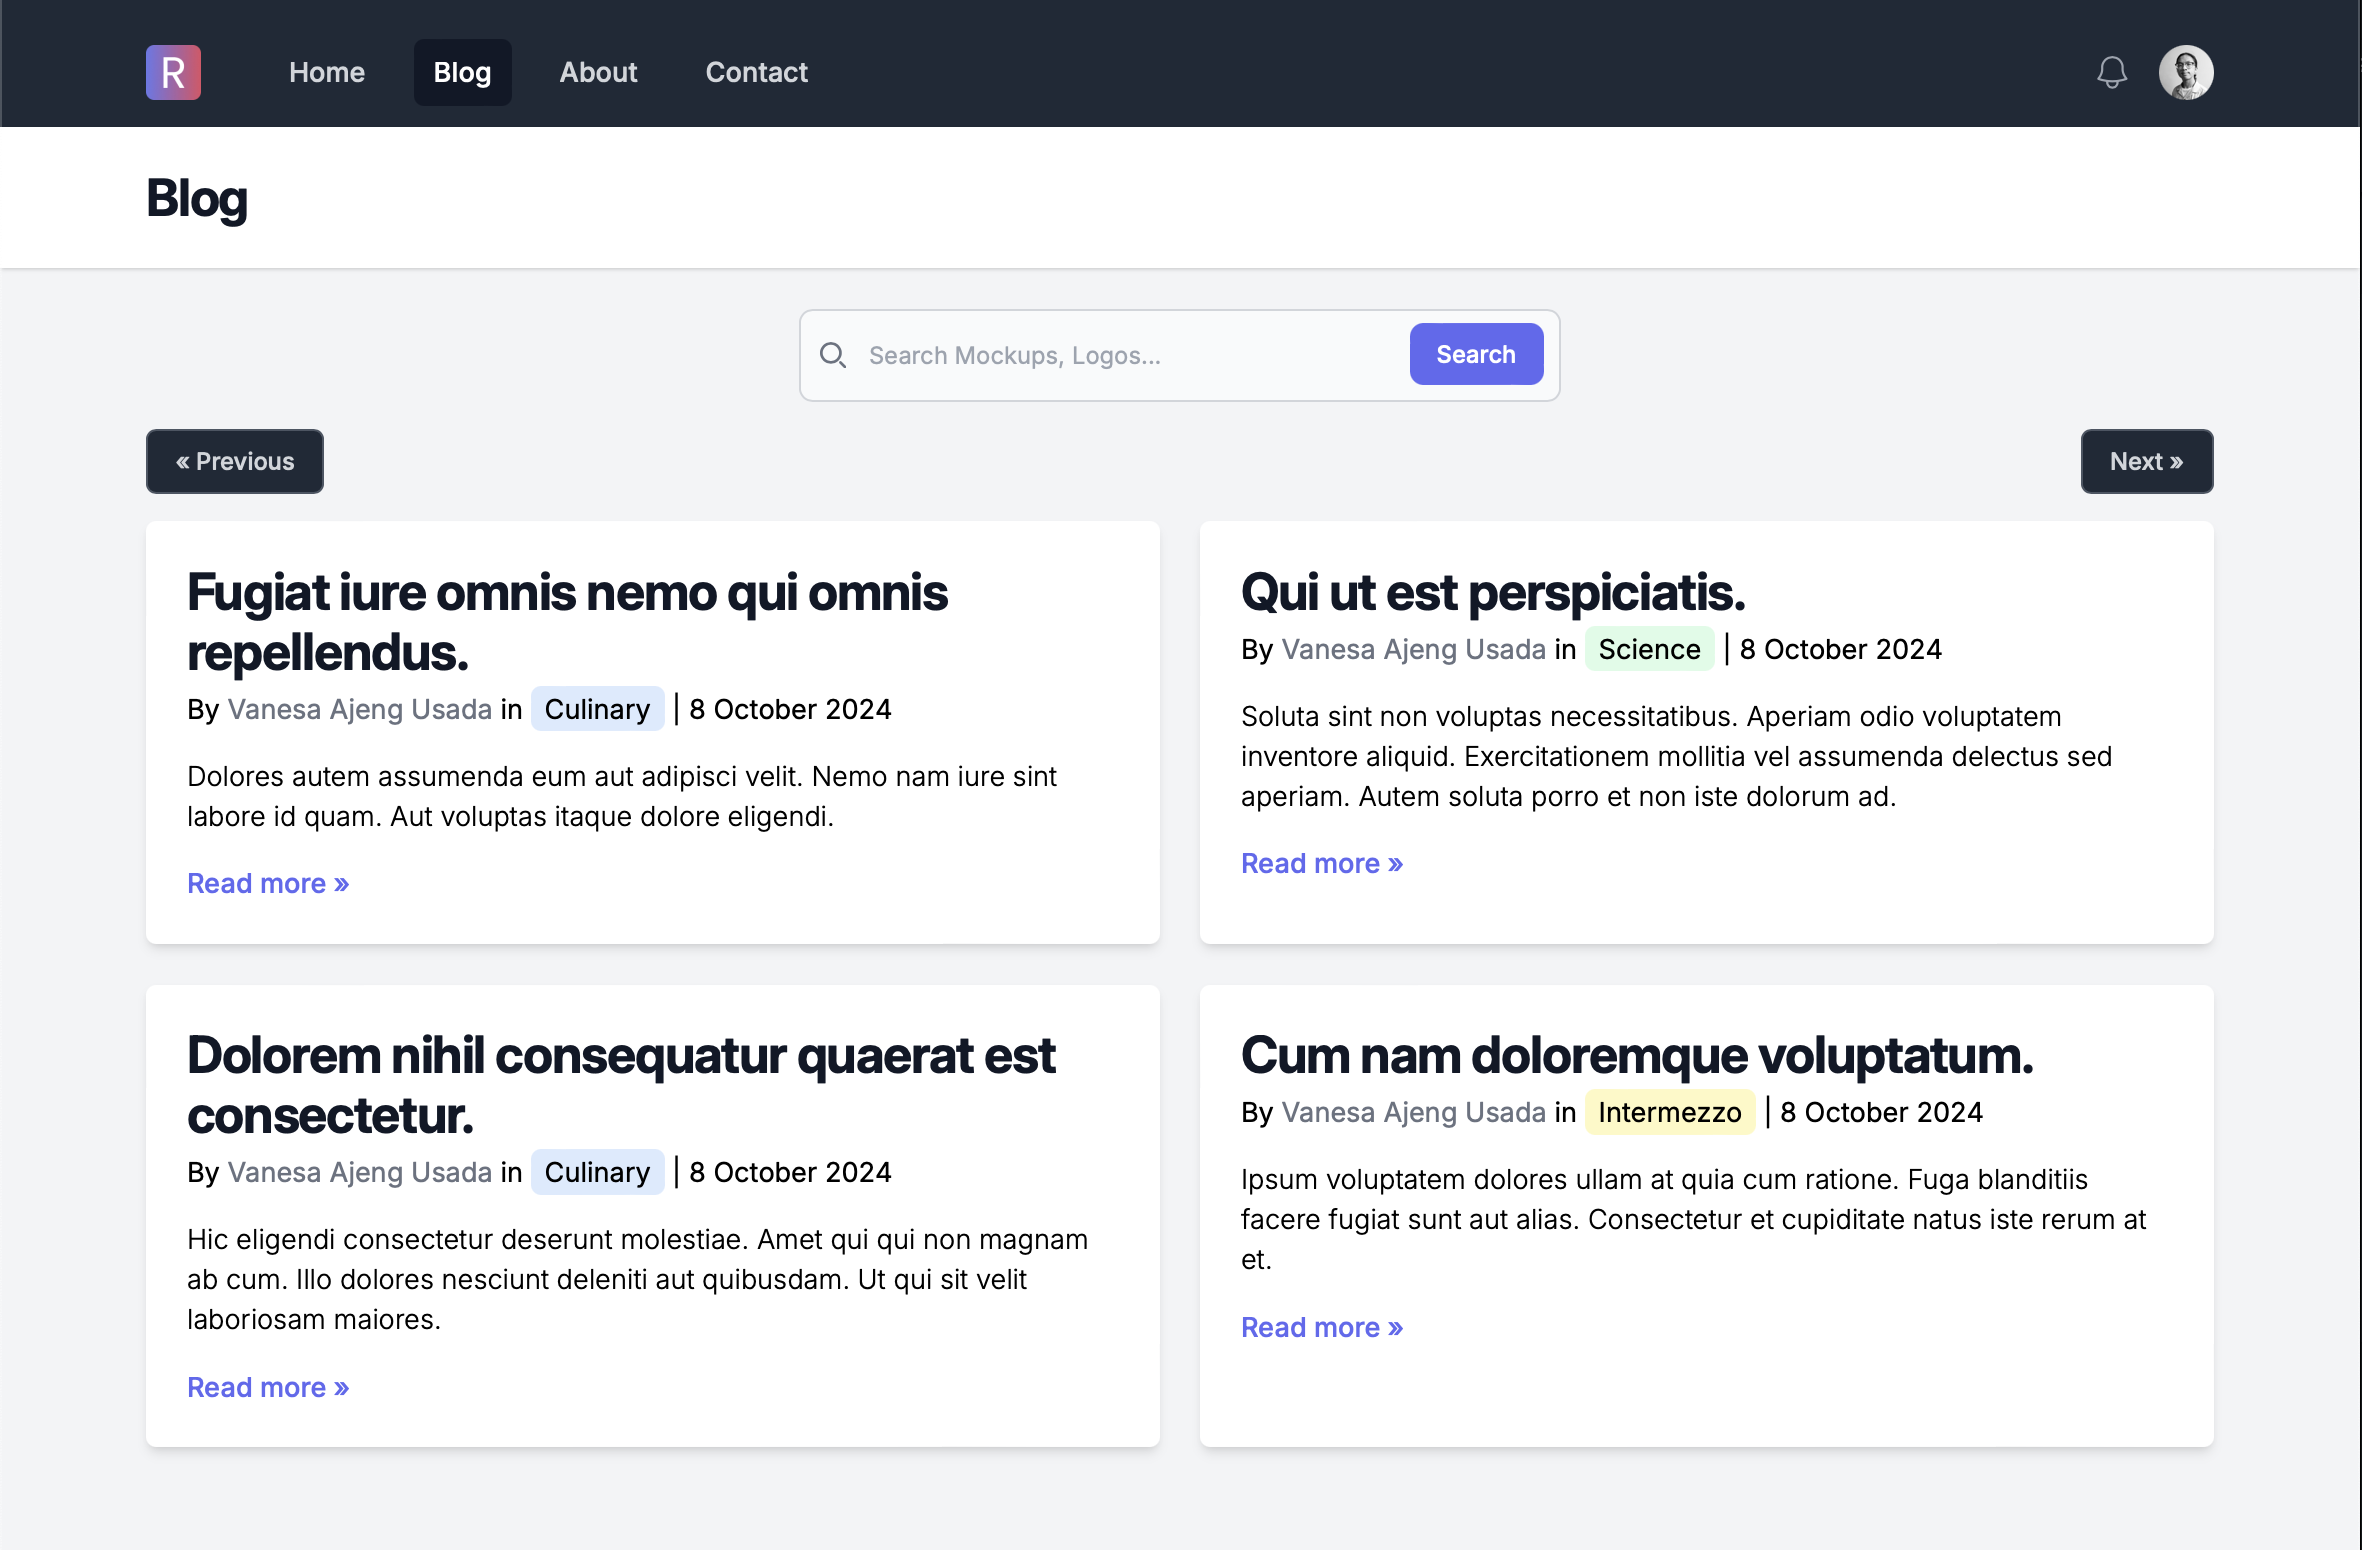 R
Home
Blog
About
Contact
Blog
Search Mockups, Logos...
Search
« Previous
Next »
Fugiat iure omnis nemo qui omnis
repellendus.
By Vanesa Ajeng Usada in Culinary | 8 October 2024
Dolores autem assumenda eum aut adipisci velit. Nemo nam iure sint
labore id quam. Aut voluptas itaque dolore eligendi.
Read more »
Qui ut est perspiciatis.
By Vanesa Ajeng Usada in Science | 8 October 2024
Soluta sint non voluptas necessitatibus. Aperiam odio voluptatem
inventore aliquid. Exercitationem mollitia vel assumenda delectus sed
aperiam. Autem soluta porro et non iste dolorum ad.
Read more »
Dolorem nihil consequatur quaerat est
consectetur.
By Vanesa Ajeng Usada in Culinary | 8 October 2024
Hic eligendi consectetur deserunt molestiae. Amet qui qui non magnam
ab cum. Illo dolores nesciunt deleniti aut quibusdam. Ut qui sit velit
laboriosam maiores.
Read more »
Cum nam doloremque voluptatum.
By Vanesa Ajeng Usada in Intermezzo | 8 October 2024
Ipsum voluptatem dolores ullam at quia cum ratione. Fuga blanditiis
facere fugiat sunt aut alias. Consectetur et cupiditate natus iste rerum at
et.
Read more »